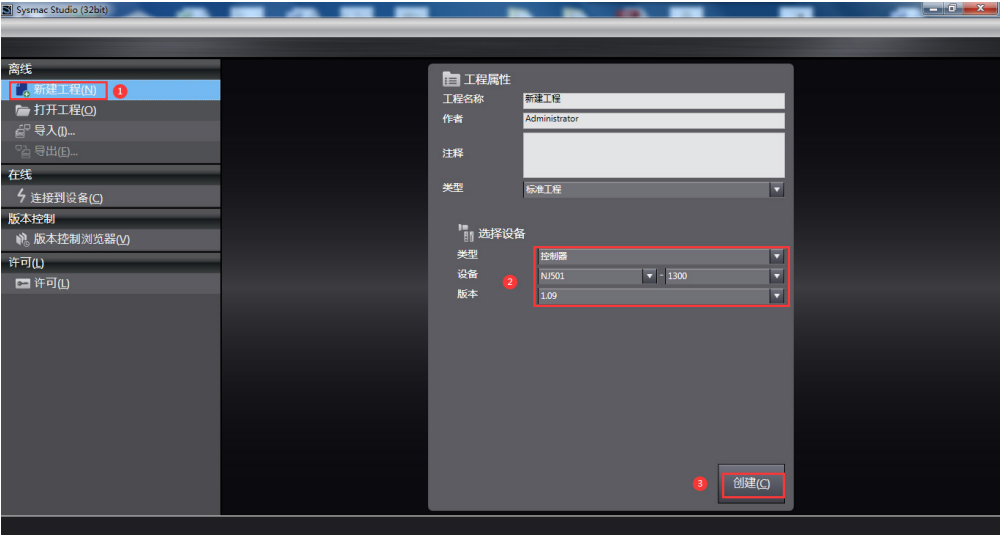 Sysmac Studio (32bit)
离线
新建工程(N) 1
打开工程(O)
导入(I)...
导出(E)...
在线
连接到设备(C)
版本控制
版本控制浏览器(V)
许可(L)
许可(L)
工程属性
工程名称 新建工程
作者 Administrator
注释
类型 标准工程
选择设备
类型 控制器
设备 NJ501 - 1300
2
版本 1.09
3 创建(C)